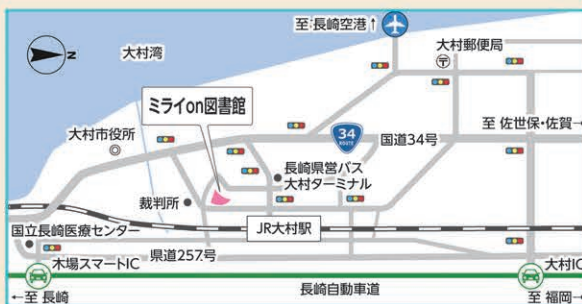 至 長崎空港↑
大村郵便局
N
大村湾
ミライon図書館
大村市役所
34
ROUTE
国道34号
至 佐世保・佐賀→
長崎県営バス
大村ターミナル
裁判所
JR大村駅
国立長崎医療センター
県道257号
木場スマートIC
大村IC
長崎自動車道
←至 長崎
至 福岡→